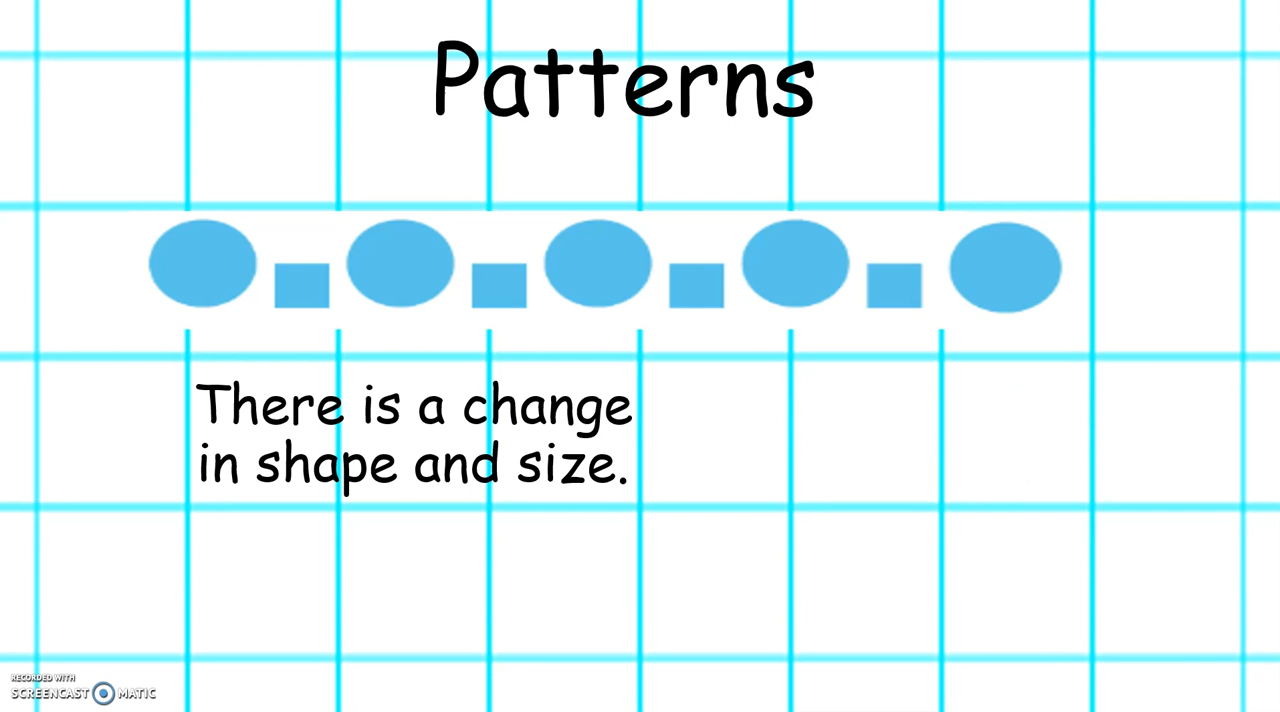 Patterns
There is a change
in shape and size.
RECORDED WITH
SCREENCAST MATIC